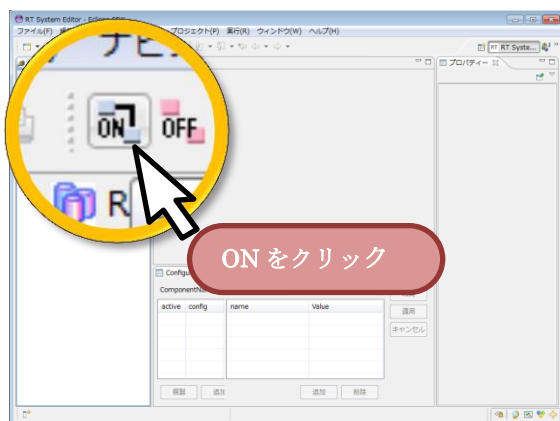 RT System Editor - Eclipse SDK
ファイル(F)
プロジェクト(P) 実行(R) ウィンドウ(W) ヘルプ(H)
ナビ
RT Syste...
プロパティー
ON OFF
R
ON をクリック
Configu
ComponentNa
active config name Value
適用
キャンセル
複製 追加 追加 削除